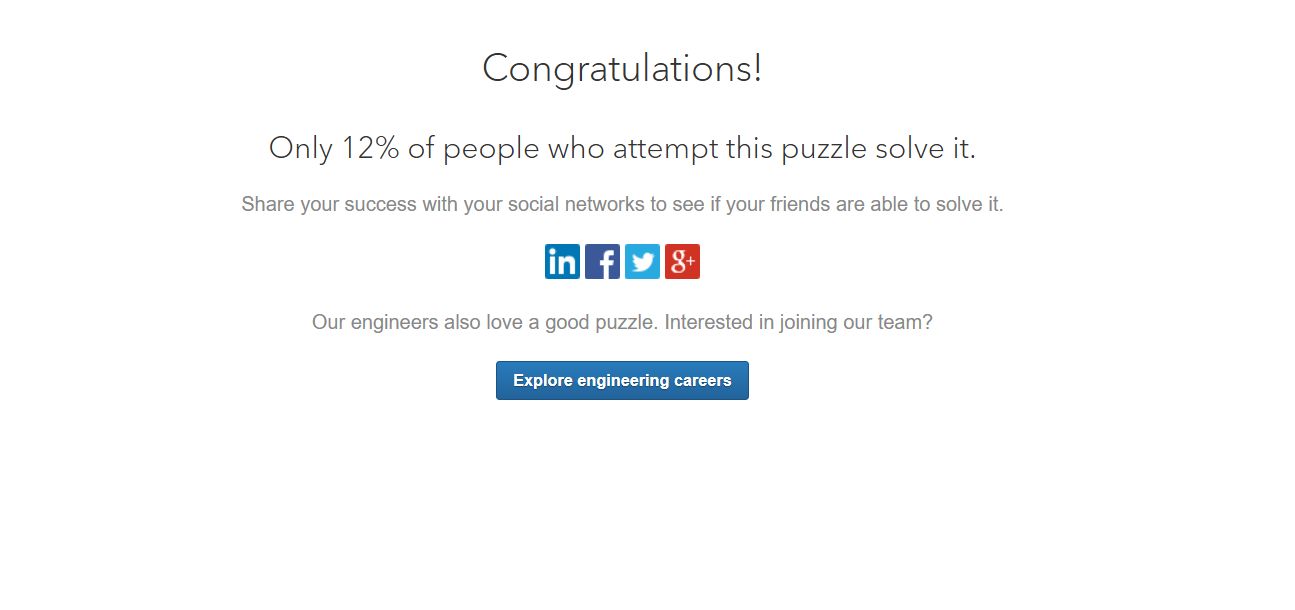 Congratulations!
Only 12% of people who attempt this puzzle solve it.
Share your success with your social networks to see if your friends are able to solve it.
in f g+
Our engineers also love a good puzzle. Interested in joining our team?
Explore engineering careers